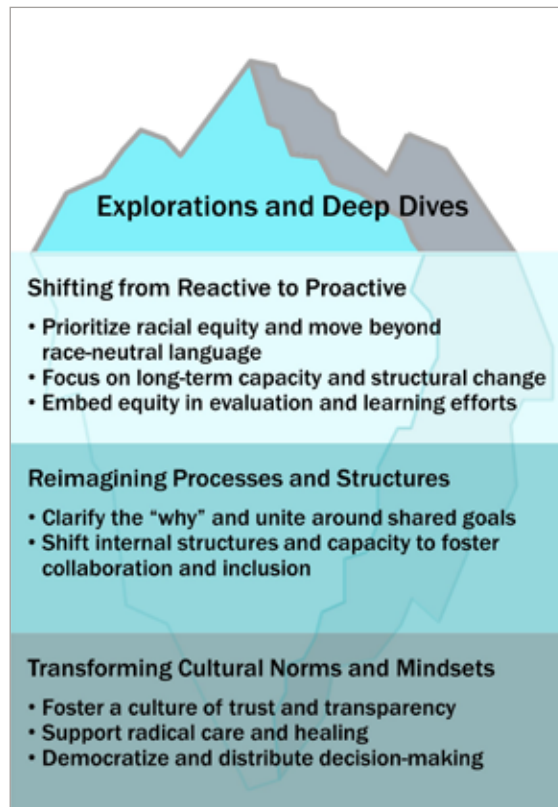 Explorations and Deep Dives
Shifting from Reactive to Proactive
• Prioritize racial equity and move beyond
race-neutral language
• Focus on long-term capacity and structural change
• Embed equity in evaluation and learning efforts
Reimagining Processes and Structures
• Clarify the “why” and unite around shared goals
• Shift internal structures and capacity to foster
collaboration and inclusion
Transforming Cultural Norms and Mindsets
• Foster a culture of trust and transparency
• Support radical care and healing
• Democratize and distribute decision-making